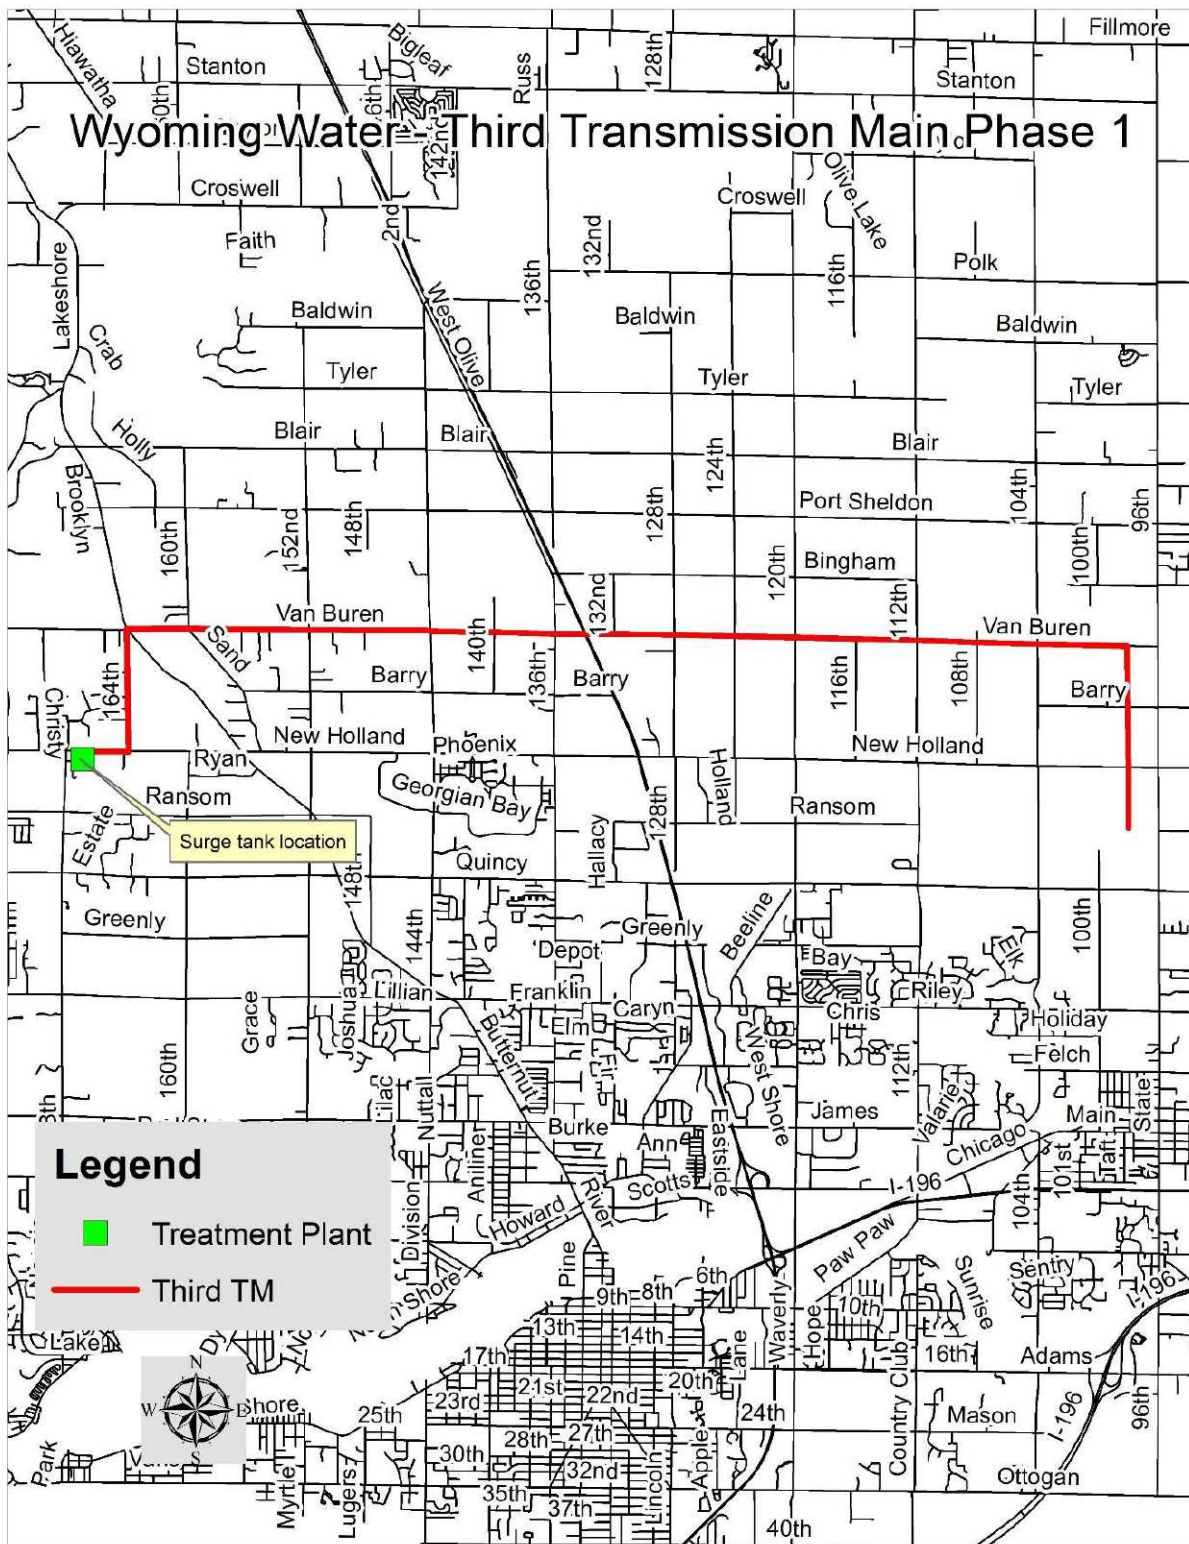 Fillmore
Hiawatha
Stanton
Bigleaf
Russ
128th
Stanton
Wyoming Water - Third Transmission Main Phase 1
142nd
Croswell
2nd
Croswell
Olive Lake
Faith
132nd
116th
Polk
Lakeshore
136th
West Olive
Baldwin
Baldwin
Baldwin
Crab
Tyler
Tyler
Tyler
Holly
Blair
Blair
Blair
124th
Brooklyn
160th
152nd
148th
128th
Port Sheldon
104th
100th
96th
120th
Bingham
Van Buren
132nd
112th
Van Buren
Sand
140th
164th
Barry
136th
Barry
116th
108th
Barry
Christy
New Holland
New Holland
Ryan
Phoenix
Holland
Georgian Bay
Ransom
Ransom
128th
Estate
Surge tank location
Quincy
Hallacy
148th
Greenly
144th
Greenly
Beeline
100th
Depot
Bay
Elk
Lillian
Franklin
Riley
Grace
Joshua
Caryn
Chris
Holiday
Elm
Butternut
Fir
West Shore
Felch
160th
112th
Lilac
Nuttall
James
Valarie
Main
State
Burke
Ann
Eastside
Chicago
Taft
101st
Legend
Aniline
Division
River
Scotts
I-196
104th
Howard
Treatment Plant
Pine
Paw Paw
Sentry
Sunrise
I-196
Third TM
6th
8th
9th
Waverly
Hope
10th
13th
14th
Lane
Lake
17th
16th
Adams
N
20th
W
E
S
21st
22nd
23rd
Country Club
96th
25th
24th
Mason
I-196
28th
27th
30th
32nd
Apple
Park
Myrtle
Lugers
35th
37th
Lincoln
Ottogan
40th